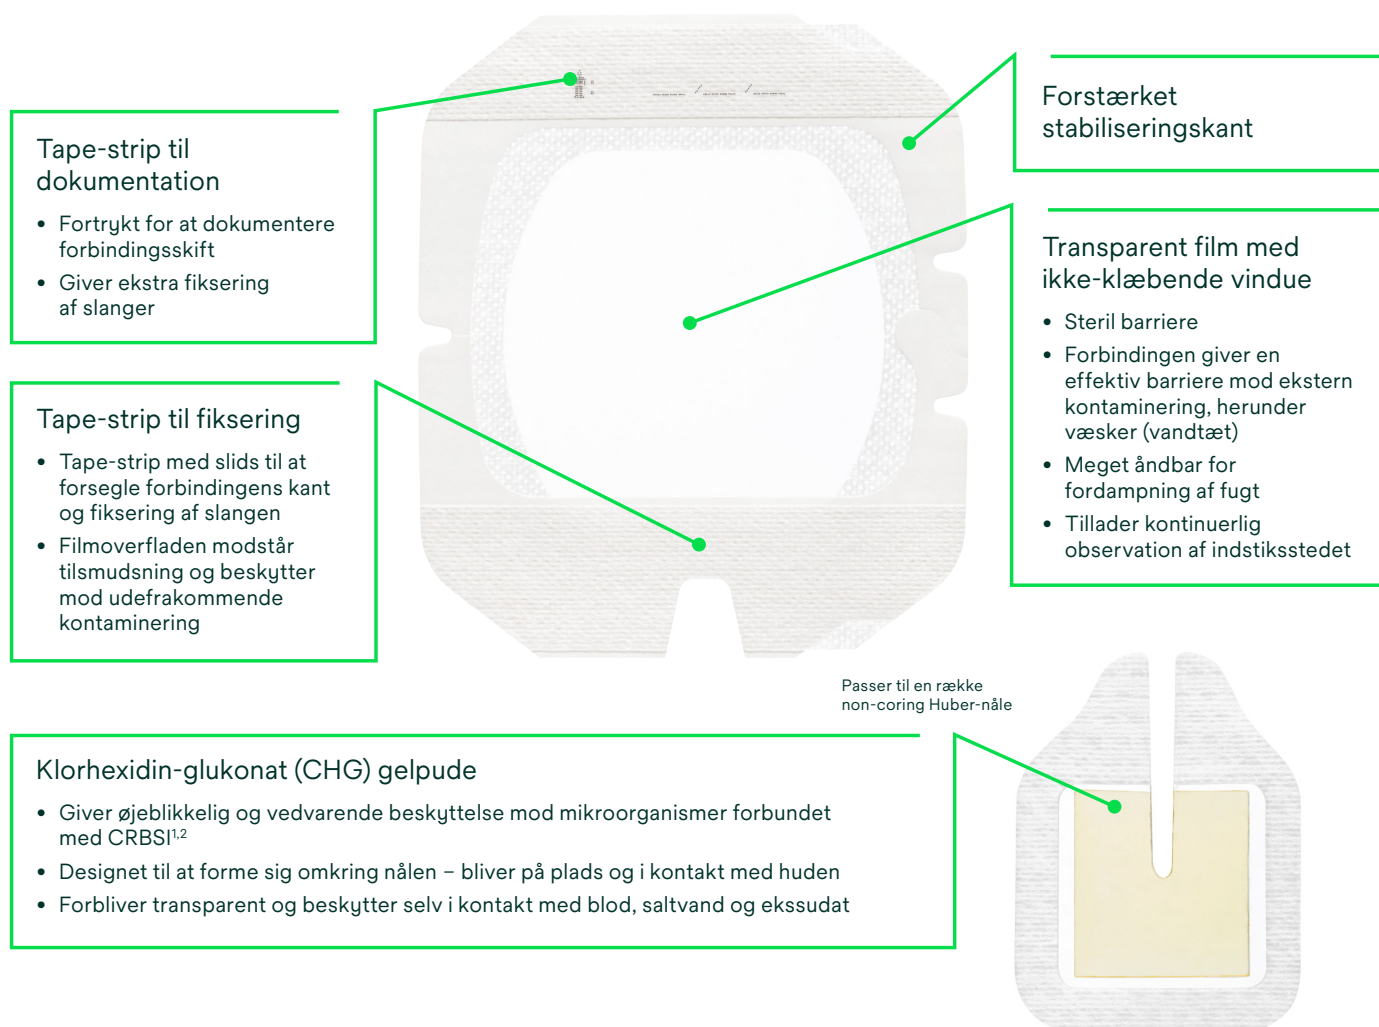 Tape-strip til
dokumentation
• Fortrykt for at dokumentere
forbindingsskift
• Giver ekstra fiksering
af slanger
Forstærket
stabiliseringskant
Transparent film med
ikke-klæbende vindue
• Steril barriere
• Forbindingen giver en
effektiv barriere mod ekstern
kontaminering, herunder
væsker (vandtæt)
• Meget åndbar for
fordampning af fugt
• Tillader kontinuerlig
observation af indstiksstedet
Tape-strip til fiksering
• Tape-strip med slids til at
forsegle forbindingens kant
og fiksering af slangen
• Filmoverfladen modstår
tilsmudsning og beskytter
mod udefrakommende
kontaminering
Passer til en række
non-coring Huber-nåle
Klorhexidin-glukonat (CHG) gelpude
• Giver øjeblikkelig og vedvarende beskyttelse mod mikroorganismer forbundet
med CRBSI1,2
• Designet til at forme sig omkring nålen – bliver på plads og i kontakt med huden
• Forbliver transparent og beskytter selv i kontakt med blod, saltvand og ekssudat